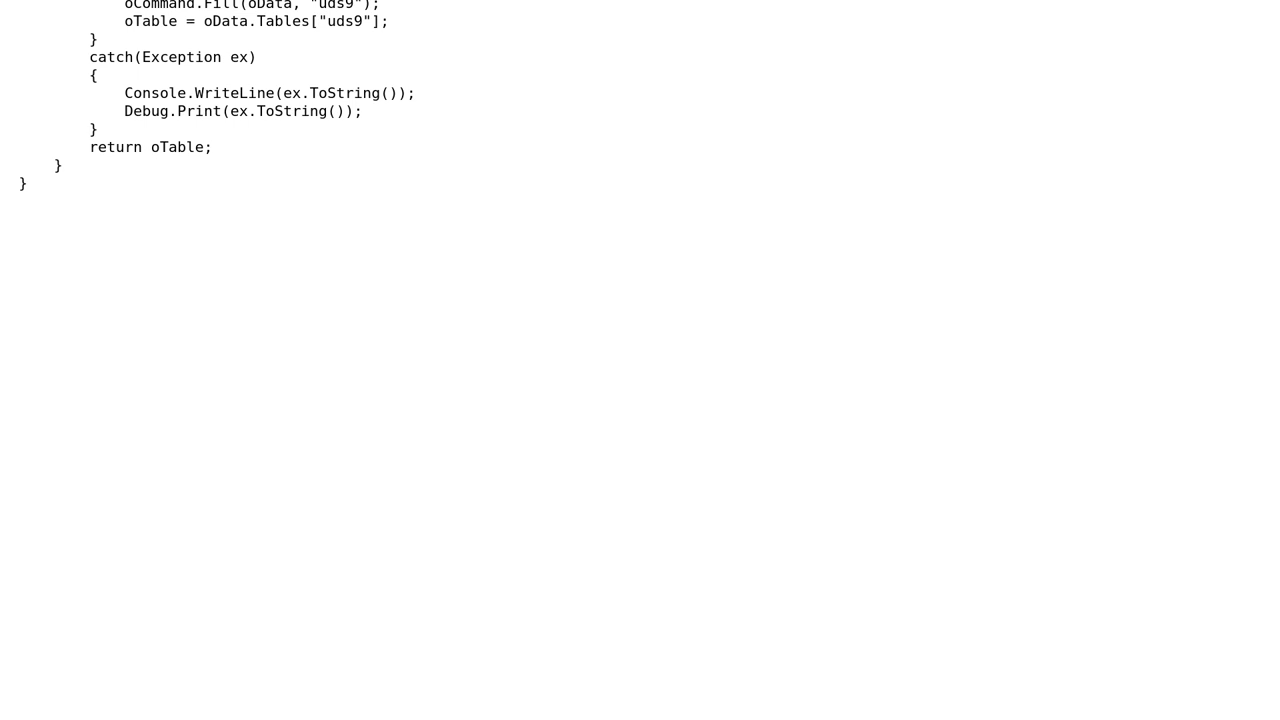 oCommand.Fill(oData, "uds9");
            oTable = oData.Tables["uds9"];
        }
        catch(Exception ex)
        {
            Console.WriteLine(ex.ToString());
            Debug.Print(ex.ToString());
        }
        return oTable;
    }
}